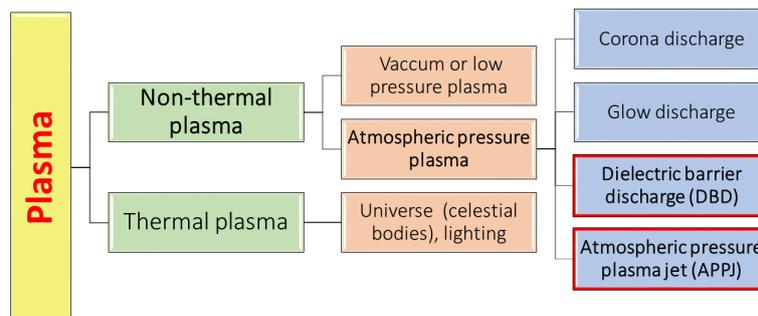 Plasma
Non-thermal
plasma
Thermal plasma
Vaccum or low
pressure plasma
Atmospheric pressure
plasma
Universe (celestial
bodies), lighting
Corona discharge
Glow discharge
Dielectric barrier
discharge (DBD)
Atmospheric pressure
plasma jet (APPJ)